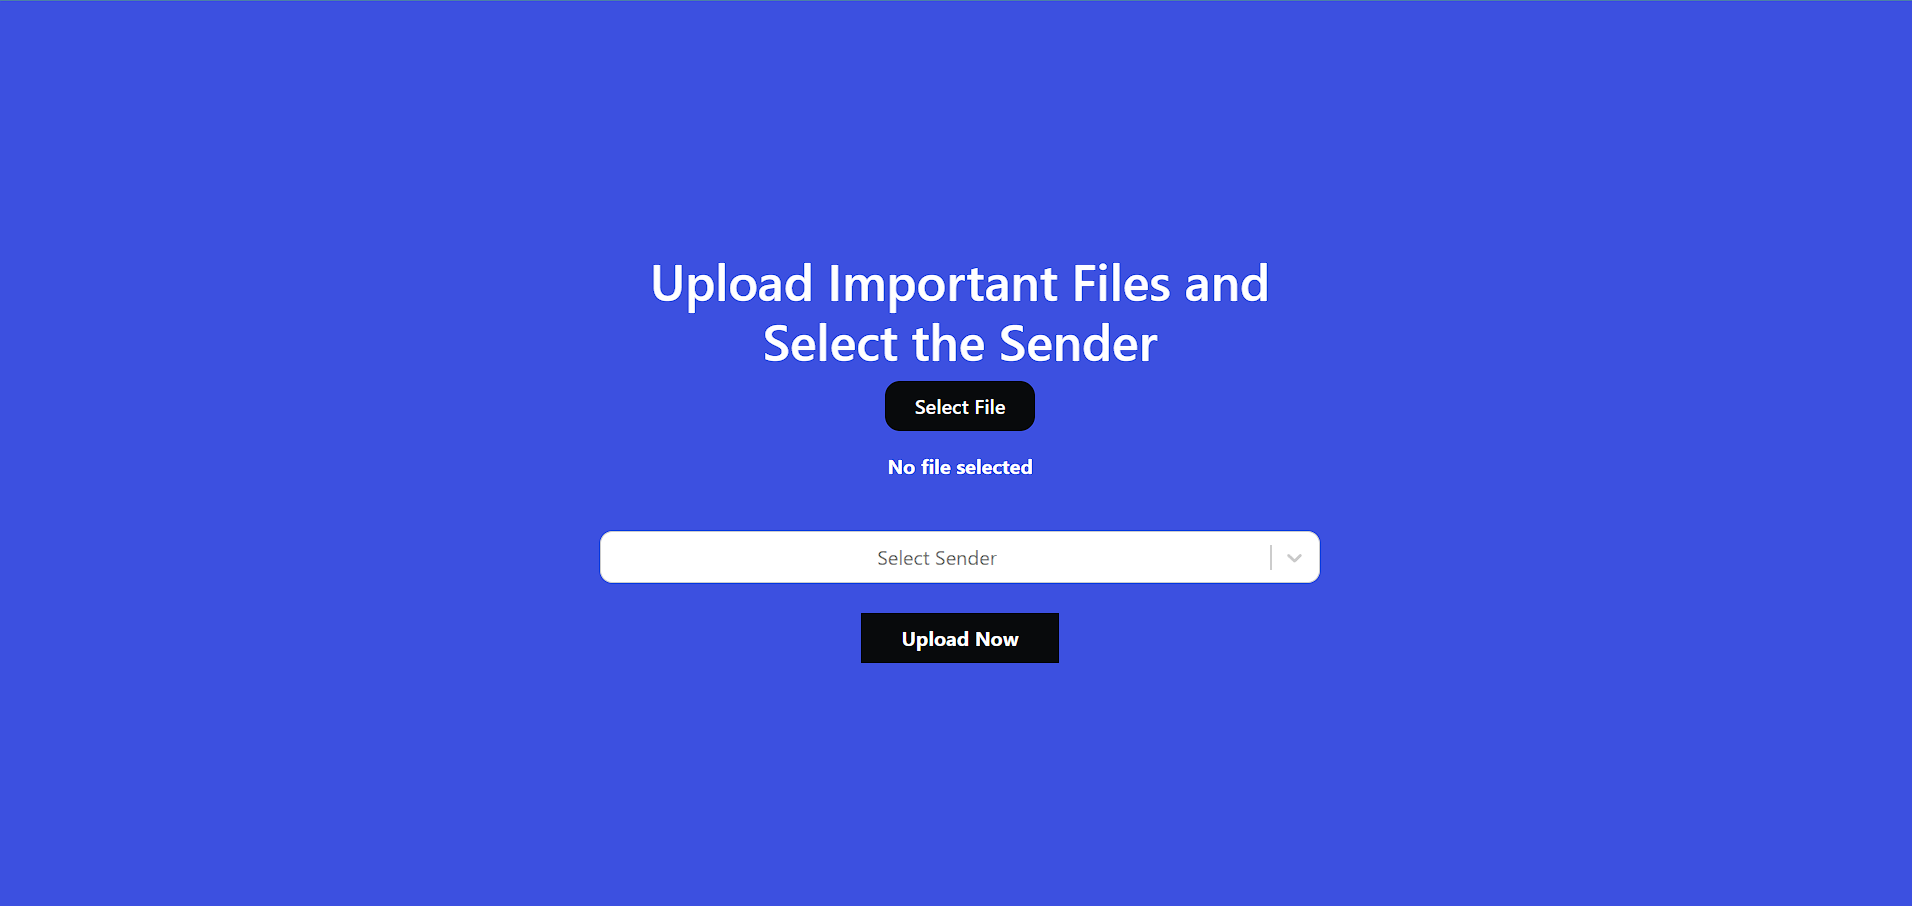 Upload Important Files and
Select the Sender
Select File
No file selected
Select Sender
Upload Now